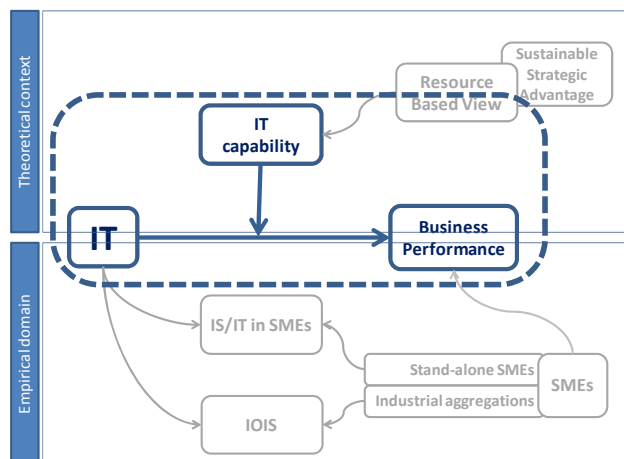 Theoretical context
Sustainable
Strategic
Advantage
Resource
Based View
IT
capability
IT
Business
Performance
Empirical domain
IS/IT in SMEs
Stand-alone SMEs
SMEs
Industrial aggregations
IOIS